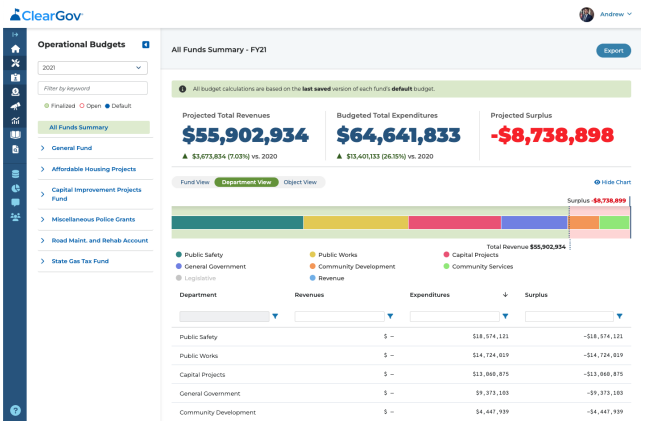 ClearGov
Andrew
Operational Budgets
2021
Filter by keyword
Finalized Open Default
All Funds Summary
General Fund
Affordable Housing Projects
Capital Improvement Projects
Fund
Miscellaneous Police Grants
Road Maint. and Rehab Account
State Gas Tax Fund
All Funds Summary - FY21
Export
All budget calculations are based on the last saved version of each fund's default budget.
Projected Total Revenues
$55,902,934
▲ $3,673,834 (7.03%) vs. 2020
Budgeted Total Expenditures
$64,641,833
▲ $13,401,133 (26.15%) vs. 2020
Projected Surplus
-$8,738,898
Fund View Department View Object View
Hide Chart
Surplus -$8,738,899
Total Revenue $55,902,934
Public Safety Public Works Capital Projects
General Government Community Development Community Services
Legislative Revenue
Department Revenues Expenditures ↓ Surplus
Public Safety $ – $18,574,121 -$18,574,121
Public Works $ – $14,724,019 -$14,724,019
Capital Projects $ – $13,060,875 -$13,060,875
General Government $ – $9,373,103 -$9,373,103
Community Development $ – $4,447,939 -$4,447,939